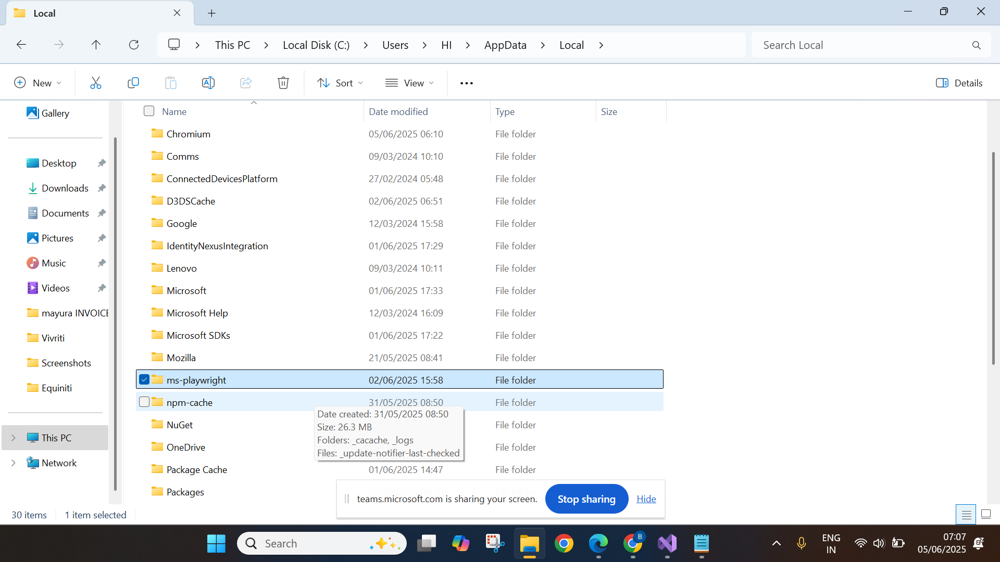 Local
This PC
Local Disk (C:)
Users
HI
AppData
Local
Search Local
New
Sort
View
Details
Gallery
Desktop
Downloads
Documents
Pictures
Music
Videos
mayura INVOICE
Vivriti
Screenshots
Equiniti
This PC
Network
Name Date modified Type Size
Chromium 05/06/2025 06:10 File folder
Comms 09/03/2024 10:10 File folder
ConnectedDevicesPlatform 27/02/2024 05:48 File folder
D3DSCache 02/06/2025 06:51 File folder
Google 12/03/2024 15:58 File folder
IdentityNexusIntegration 01/06/2025 17:29 File folder
Lenovo 09/03/2024 10:11 File folder
Microsoft 01/06/2025 17:33 File folder
Microsoft Help 12/03/2024 16:09 File folder
Microsoft SDKs 01/06/2025 17:22 File folder
Mozilla 21/05/2025 08:41 File folder
ms-playwright 02/06/2025 15:58 File folder
npm-cache 31/05/2025 08:50 File folder
NuGet File folder
OneDrive File folder
Package Cache 01/06/2025 14:47 File folder
Packages
Date created: 31/05/2025 08:50
Size: 26.3 MB
Folders: _cacache, _logs
Files: _update-notifier-last-checked
teams.microsoft.com is sharing your screen.
Stop sharing
Hide
30 items
1 item selected
Search
B
ENG
IN
07:07
05/06/2025